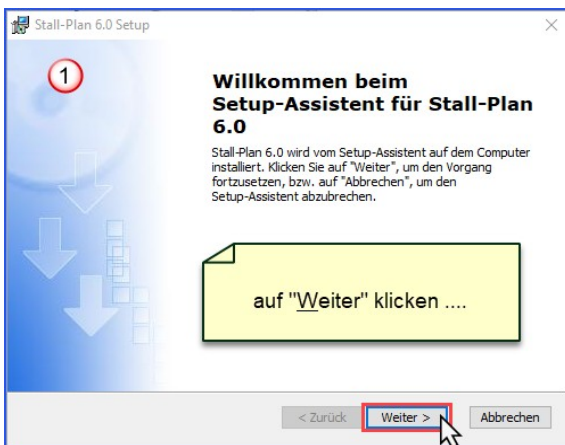 Stall-Plan 6.0 Setup
1
Willkommen beim
Setup-Assistent für Stall-Plan
6.0
Stall-Plan 6.0 wird vom Setup-Assistent auf dem Computer
installiert. Klicken Sie auf "Weiter", um den Vorgang
fortzusetzen, bzw. auf "Abbrechen", um den
Setup-Assistent abzubrechen.
auf "Weiter" klicken ....
< Zurück Weiter > Abbrechen